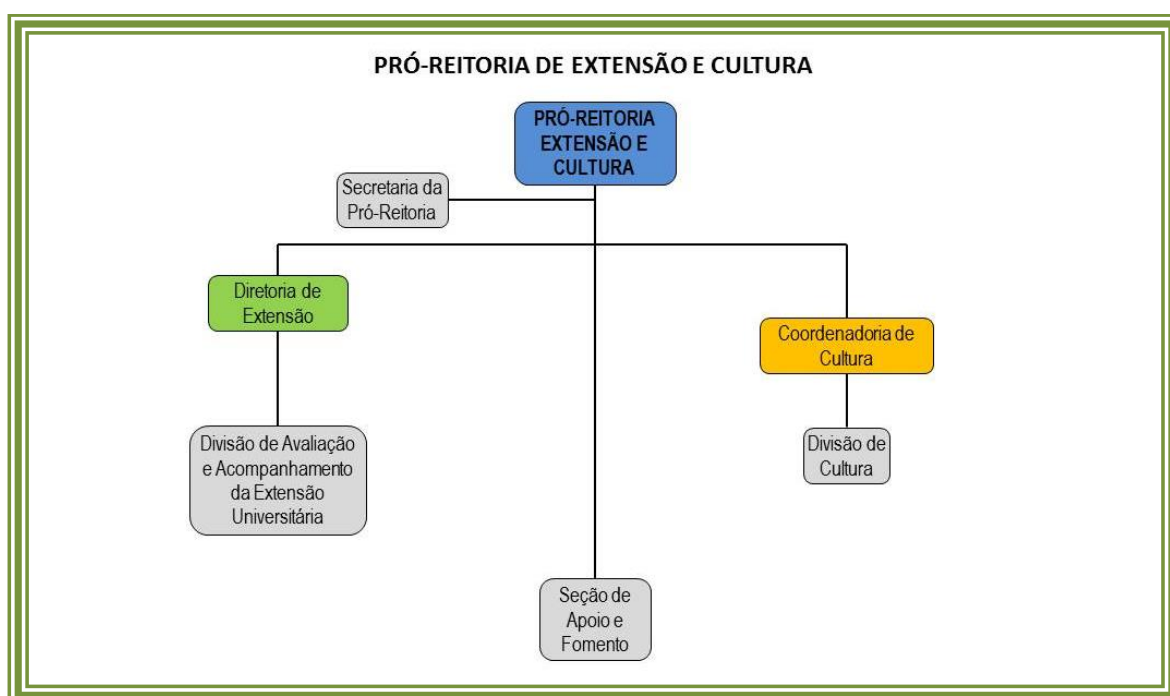 PRÓ-REITORIA DE EXTENSÃO E CULTURA
PRÓ-REITORIA
EXTENSÃO E
CULTURA
Secretaria da
Pró-Reitoria
Diretoria de
Extensão
Coordenadoria de
Cultura
Divisão de Avaliação
e Acompanhamento
da Extensão
Universitária
Divisão de
Cultura
Seção de
Apoio e
Fomento